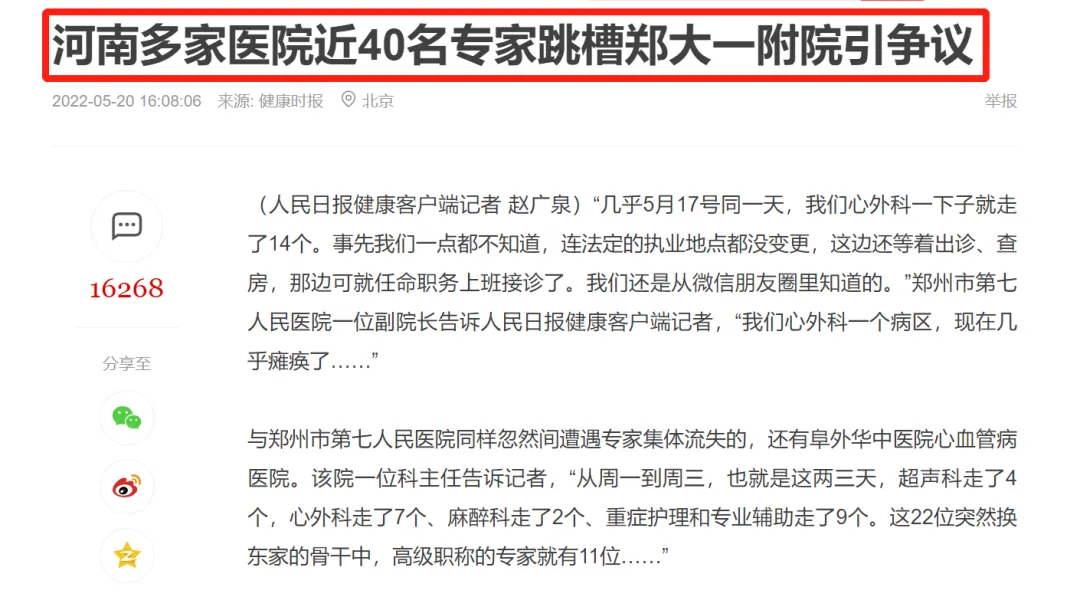 河南多家医院近40名专家跳槽郑大一附院引争议
2022-05-20 16:08:06 来源: 健康时报 北京
举报
16268
分享至
（人民日报健康客户端记者 赵广泉）“几乎5月17号同一天，我们心外科一下子就走
了14个。事先我们一点都不知道，连法定的执业地点都没变更，这边还等着出诊、查
房，那边可就任命职务上班接诊了。我们还是从微信朋友圈里知道的。”郑州市第七
人民医院一位副院长告诉人民日报健康客户端记者，“我们心外科一个病区，现在几
乎瘫痪了……”
与郑州市第七人民医院同样忽然间遭遇专家集体流失的，还有阜外华中医院心血管病
医院。该院一位科主任告诉记者，“从周一到周三，也就是这两三天，超声科走了4
个，心外科走了7个、麻醉科走了2个、重症护理和专业辅助走了9个。这22位突然换
东家的骨干中，高级职称的专家就有11位……”